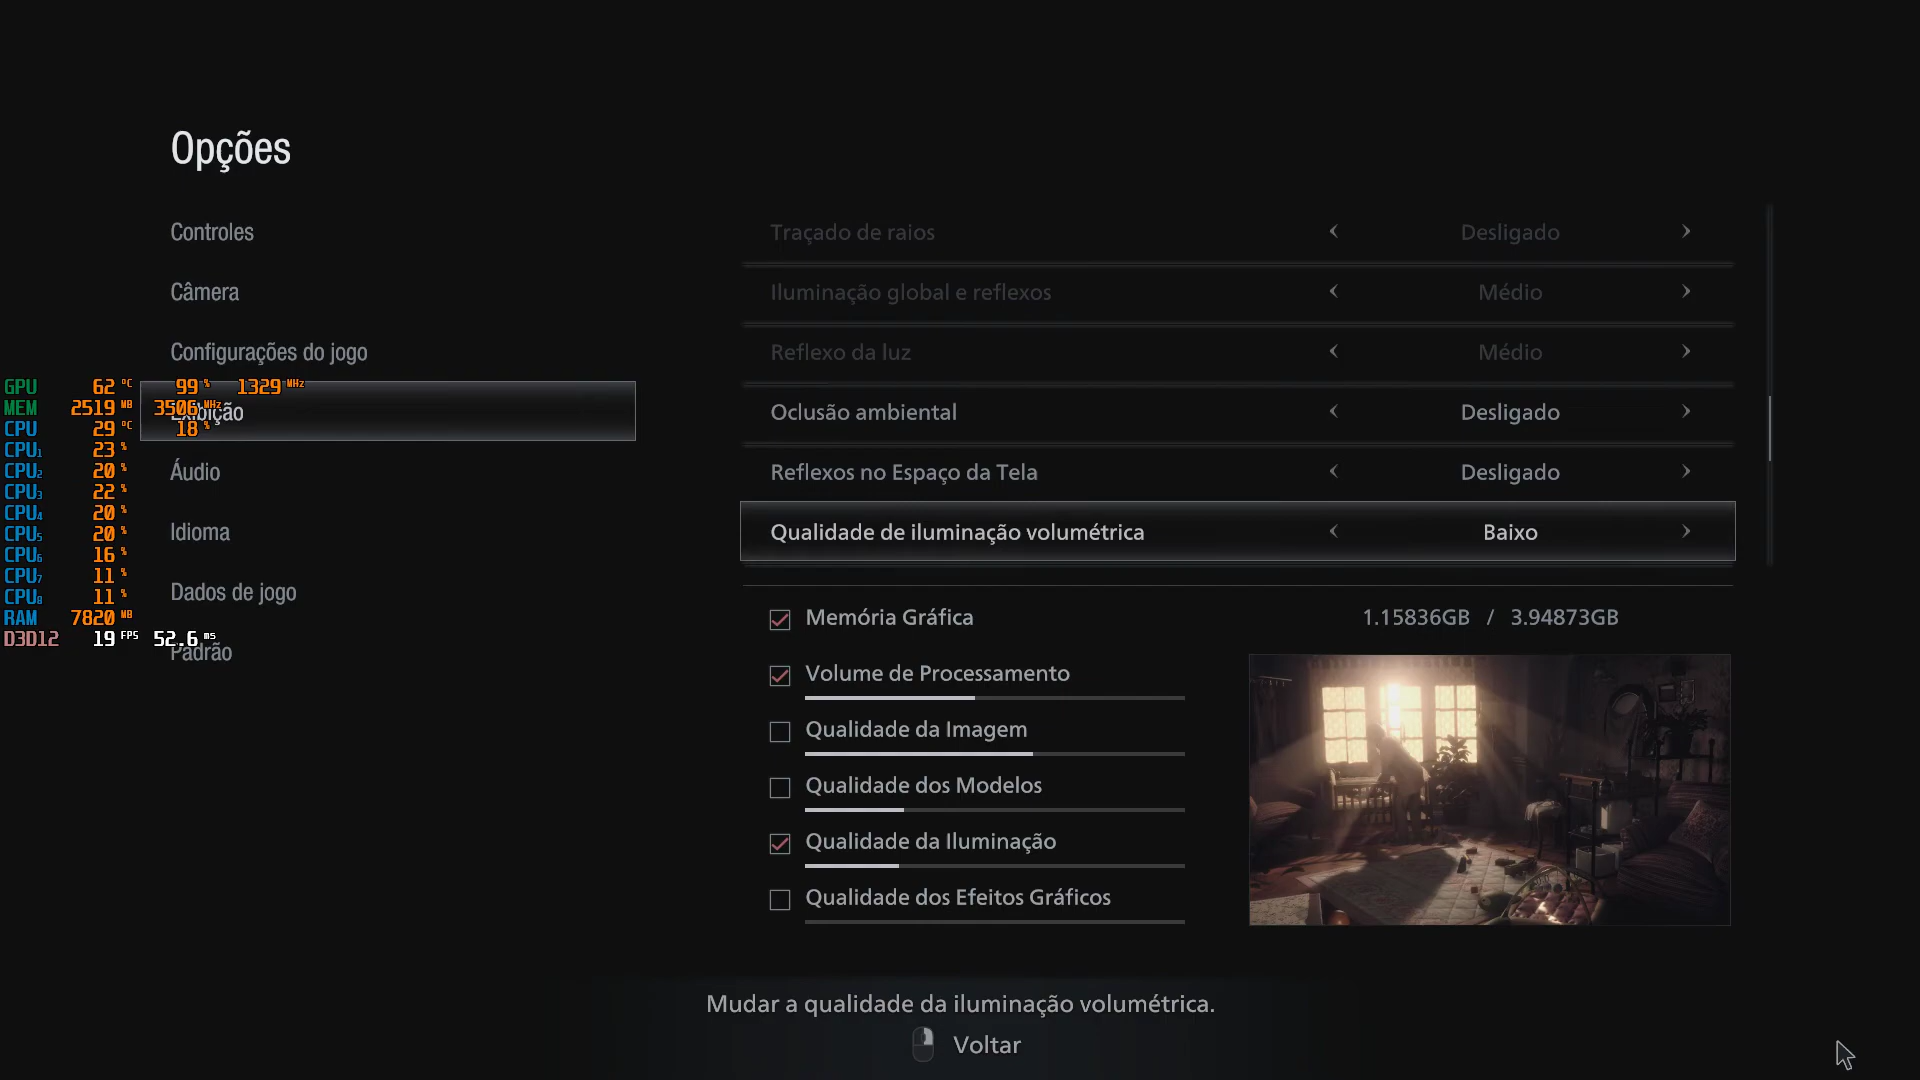 Opções
Controles
Câmera
Configurações do jogo
Exibição
Áudio
Idioma
Dados de jogo
Padrão
GPU 62 °C 99 % 1329 MHz
MEM 2519 MB 3506 MHz
CPU 29 °C 18 %
CPU1 23 %
CPU2 20 %
CPU3 22 %
CPU4 20 %
CPU5 20 %
CPU6 16 %
CPU7 11 %
CPU8 11 %
RAM 7820 MB
D3D12 19 FPS 52.6 ms
Traçado de raios Desligado
Iluminação global e reflexos Médio
Reflexo da luz Médio
Oclusão ambiental Desligado
Reflexos no Espaço da Tela Desligado
Qualidade de iluminação volumétrica Baixo
Memória Gráfica 1.15836GB / 3.94873GB
Volume de Processamento
Qualidade da Imagem
Qualidade dos Modelos
Qualidade da Iluminação
Qualidade dos Efeitos Gráficos
Mudar a qualidade da iluminação volumétrica.
Voltar